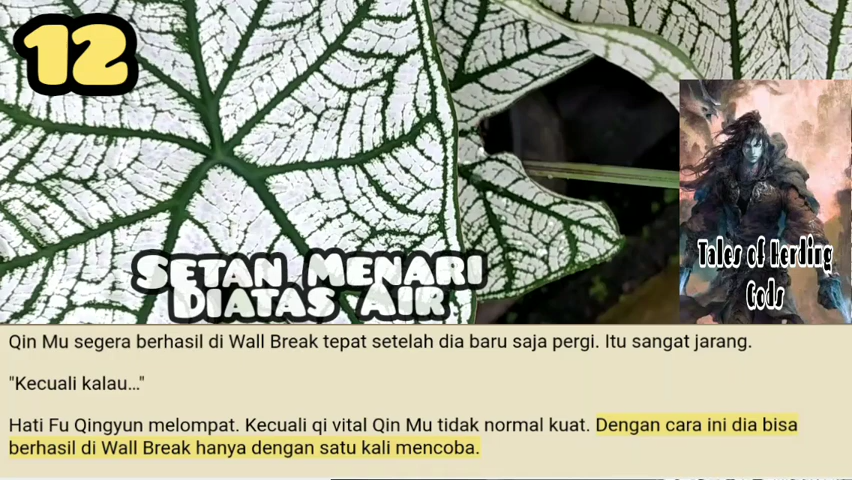 12
SETAN MENARI
DIATAS AIR
Tales of Herding
Gods
Qin Mu segera berhasil di Wall Break tepat setelah dia baru saja pergi. Itu sangat jarang.
"Kecuali kalau..."
Hati Fu Qingyun melompat. Kecuali qi vital Qin Mu tidak normal kuat. Dengan cara ini dia bisa
berhasil di Wall Break hanya dengan satu kali mencoba.